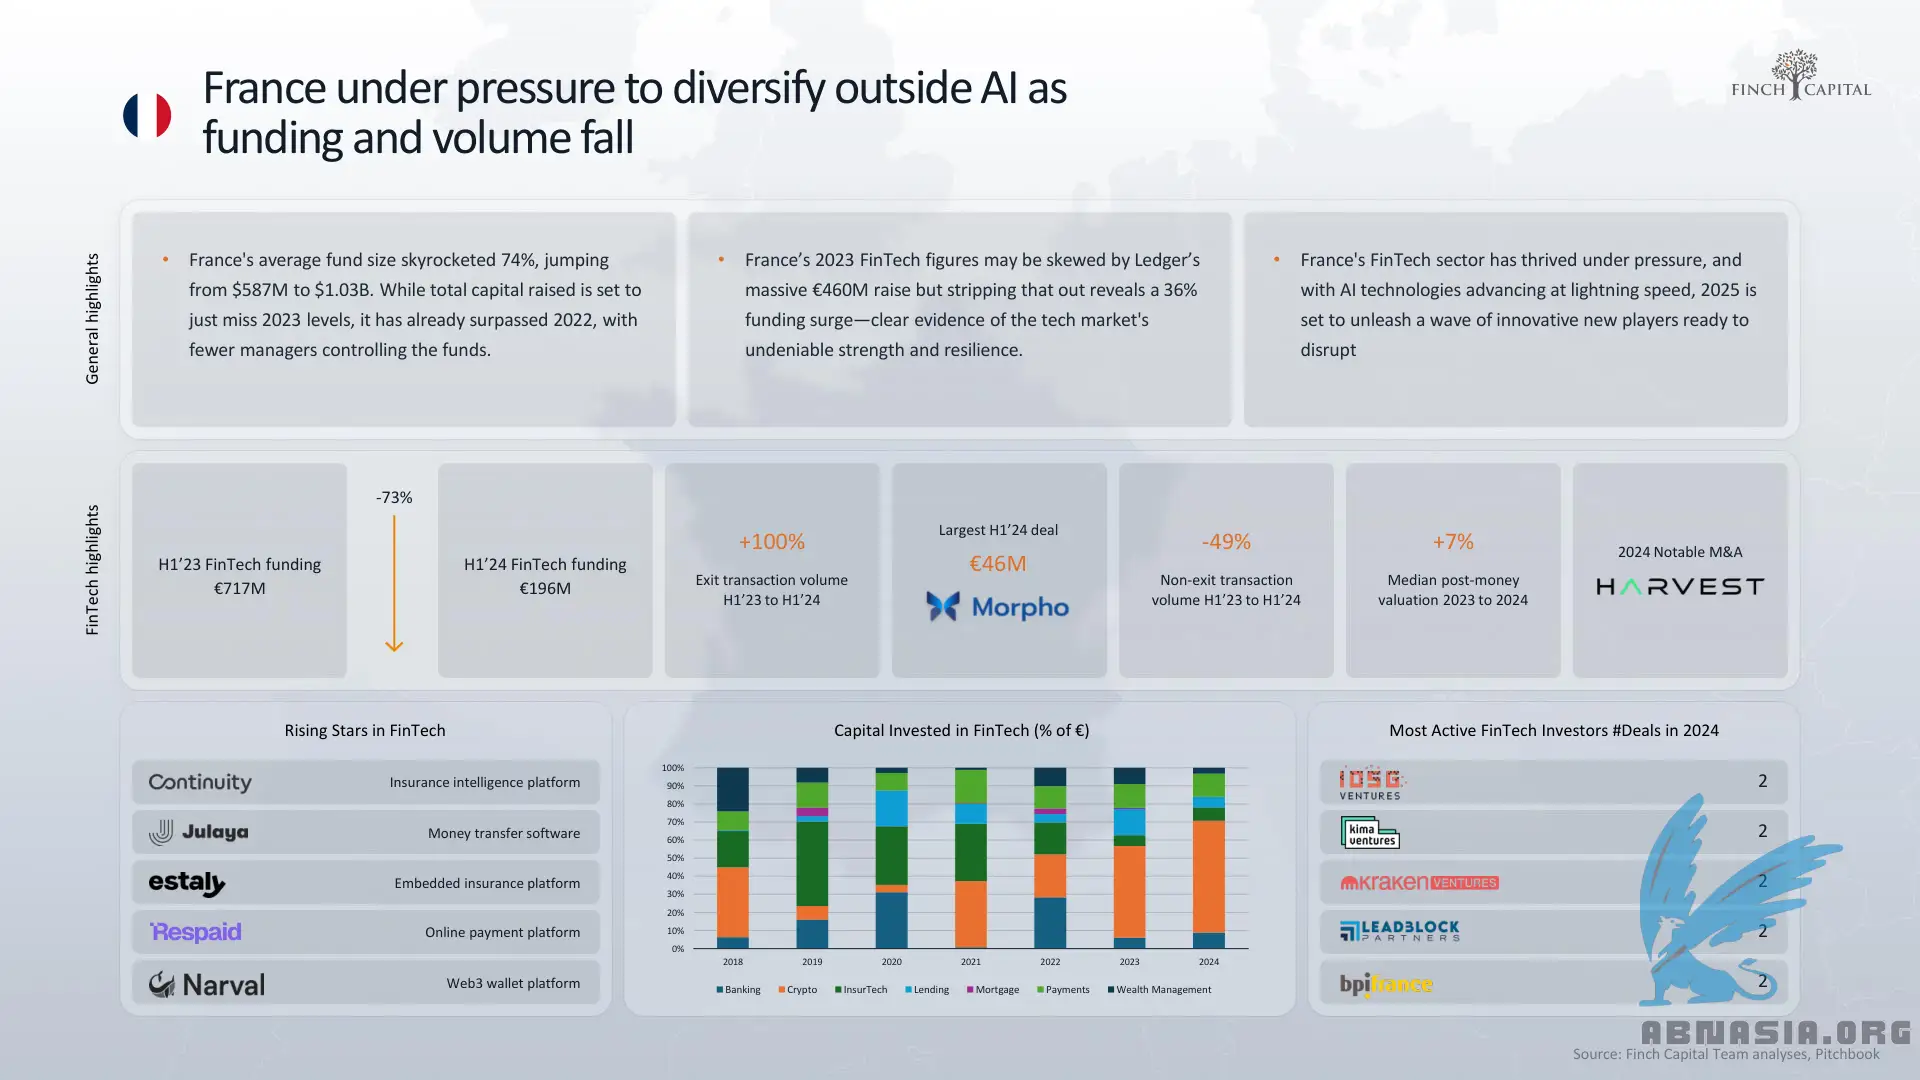 France under pressure to diversify outside AI as
funding and volume fall
FINCH CAPITAL
General highlights
• France's average fund size skyrocketed 74%, jumping
from $587M to $1.03B. While total capital raised is set to
just miss 2023 levels, it has already surpassed 2022, with
fewer managers controlling the funds.
• France’s 2023 FinTech figures may be skewed by Ledger’s
massive €460M raise but stripping that out reveals a 36%
funding surge—clear evidence of the tech market's
undeniable strength and resilience.
• France's FinTech sector has thrived under pressure, and
with AI technologies advancing at lightning speed, 2025 is
set to unleash a wave of innovative new players ready to
disrupt
FinTech highlights
H1’23 FinTech funding
€717M
-73%
H1’24 FinTech funding
€196M
+100%
Exit transaction volume
H1’23 to H1’24
Largest H1’24 deal
€46M
Morpho
-49%
Non-exit transaction
volume H1’23 to H1’24
+7%
Median post-money
valuation 2023 to 2024
2024 Notable M&A
HARVEST
Rising Stars in FinTech
Continuity Insurance intelligence platform
Julaya Money transfer software
estaly Embedded insurance platform
Respaid Online payment platform
Narval Web3 wallet platform
Capital Invested in FinTech (% of €)
100%
90%
80%
70%
60%
50%
40%
30%
20%
10%
0%
2018 2019 2020 2021 2022 2023 2024
Banking Crypto InsurTech Lending Mortgage Payments Wealth Management
Most Active FinTech Investors #Deals in 2024
IOSG
VENTURES 2
kima
ventures 2
KRAKEN VENTURES 2
LEADBLOCK
PARTNERS 2
bpifrance 2
ABNASIA.ORG
Source: Finch Capital Team analyses, Pitchbook